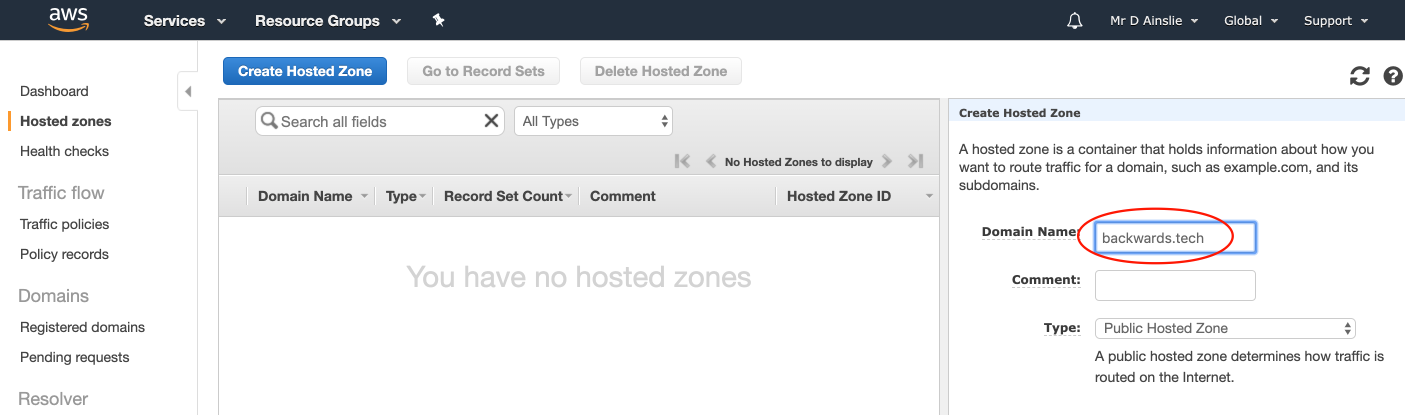 aws Services Resource Groups Mr D Ainslie Global Support
Dashboard
Hosted zones
Health checks
Traffic flow
Traffic policies
Policy records
Domains
Registered domains
Pending requests
Resolver
Create Hosted Zone Go to Record Sets Delete Hosted Zone
Search all fields All Types
No Hosted Zones to display
Domain Name Type Record Set Count Comment Hosted Zone ID
You have no hosted zones
Create Hosted Zone
A hosted zone is a container that holds information about how you
want to route traffic for a domain, such as example.com, and its
subdomains.
Domain Name: backwards.tech
Comment:
Type: Public Hosted Zone
A public hosted zone determines how traffic is
routed on the Internet.